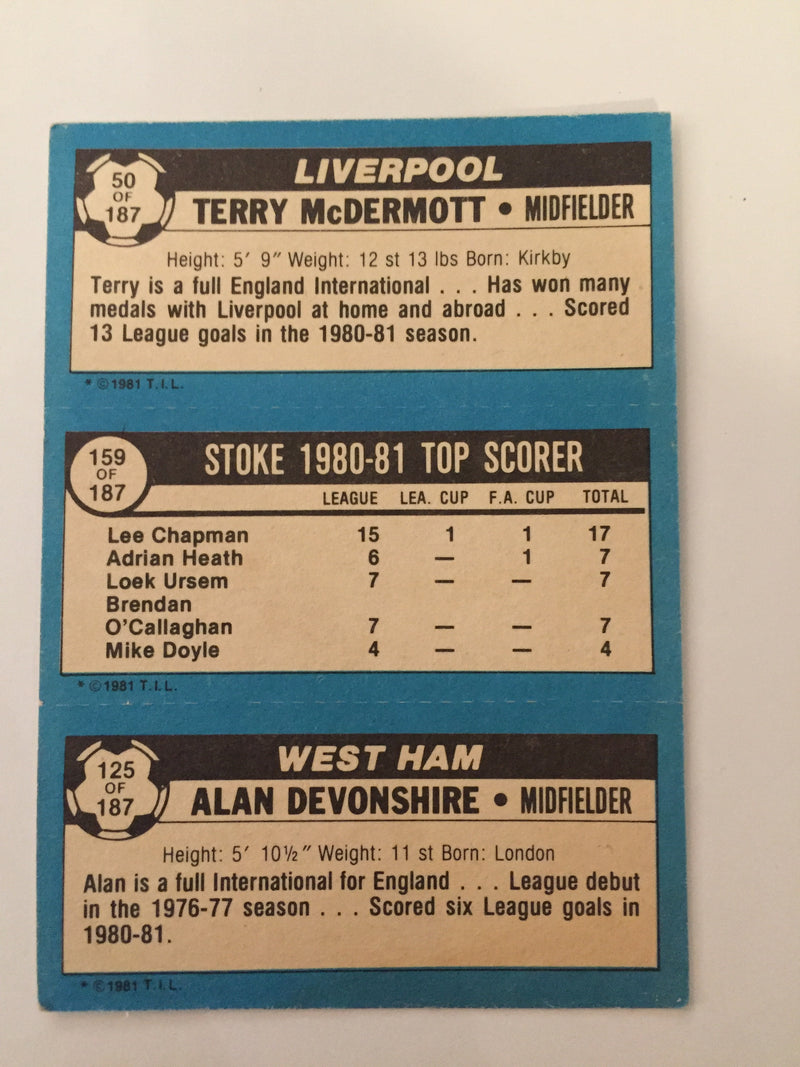 50
OF
187
LIVERPOOL
TERRY McDERMOTT • MIDFIELDER
Height: 5′ 9″ Weight: 12 st 13 lbs Born: Kirkby
Terry is a full England International . . . Has won many
medals with Liverpool at home and abroad . . . Scored
13 League goals in the 1980-81 season.
* ©1981 T.I.L.
159
OF
187
STOKE 1980-81 TOP SCORER
LEAGUE LEA. CUP F.A. CUP TOTAL
Lee Chapman 15 1 1 17
Adrian Heath 6 — 1 7
Loek Ursem 7 — — 7
Brendan
O'Callaghan 7 — — 7
Mike Doyle 4 — — 4
* ©1981 T.I.L.
125
OF
187
WEST HAM
ALAN DEVONSHIRE • MIDFIELDER
Height: 5′ 10½″ Weight: 11 st Born: London
Alan is a full International for England . . . League debut
in the 1976-77 season . . . Scored six League goals in
1980-81.
* ©1981 T.I.L.